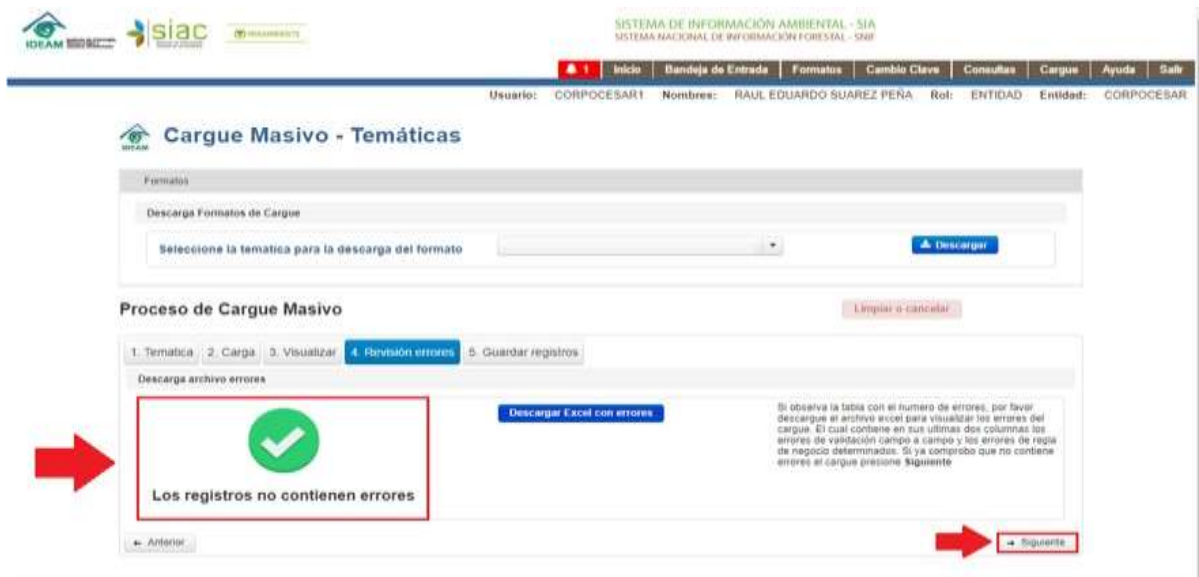 IDEAM
siac
MINAMBIENTE
SISTEMA DE INFORMACIÓN AMBIENTAL - SIA
SISTEMA NACIONAL DE INFORMACIÓN FORESTAL - SNIF
1 Inicio Bandeja de Entrada Formatos Cambio Clave Consultas Cargue Ayuda Salir
Usuario: CORPOCESAR1 Nombres: RAUL EDUARDO SUAREZ PEÑA Rol: ENTIDAD Entidad: CORPOCESAR
IDEAM
Cargue Masivo - Temáticas
Formatos
Descarga Formatos de Cargue
Seleccione la tematica para la descarga del formato
Descargar
Proceso de Cargue Masivo
Limpiar o cancelar
1. Tematica 2. Carga 3. Visualizar 4. Revisión errores 5. Guardar registros
Descarga archivo errores
Descargar Excel con errores
Si observa la tabla con el numero de errores, por favor
descargue el archivo excel para visualizar los errores del
cargue. El cual contiene en sus ultimas dos columnas los
errores de validación campo a campo y los errores de regla
de negocio determinados. Si ya comprobo que no contiene
errores el cargue presione Siguiente
Los registros no contienen errores
Anterior
Siguiente